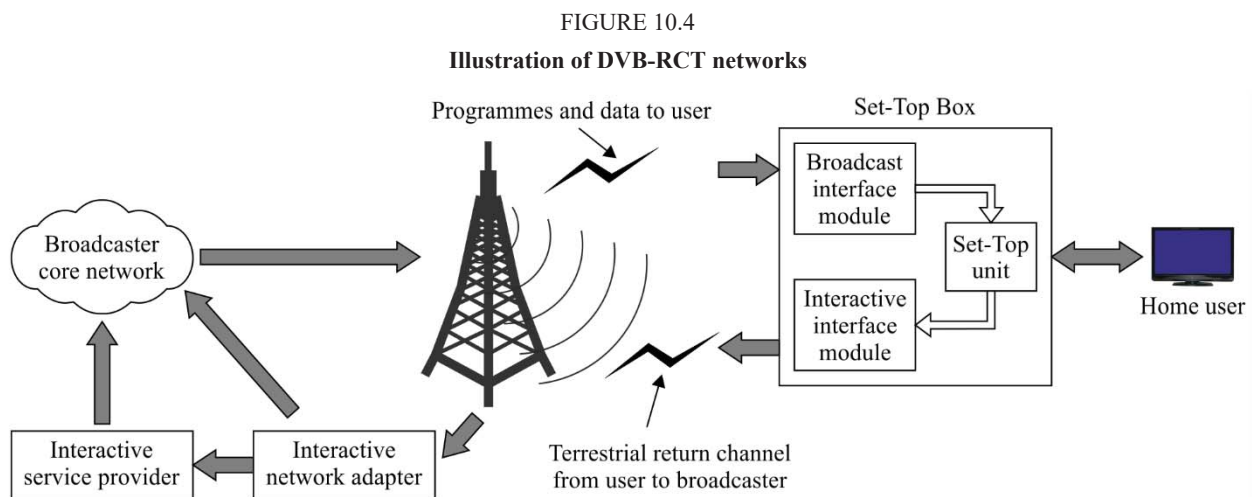 FIGURE 10.4
Illustration of DVB-RCT networks
Programmes and data to user
Set-Top Box
Broadcast
interface
module
Broadcaster
core network
Set-Top
unit
Interactive
interface
module
Home user
Interactive
service provider
Interactive
network adapter
Terrestrial return channel
from user to broadcaster